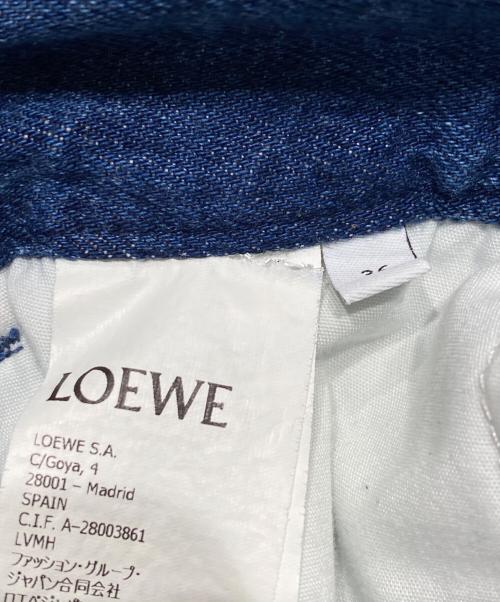 LOEWE
LOEWE S.A.
C/Goya, 4
28001 – Madrid
SPAIN
C.I.F. A-28003861
LVMH
ファッション・グループ・
ジャパン合同会社